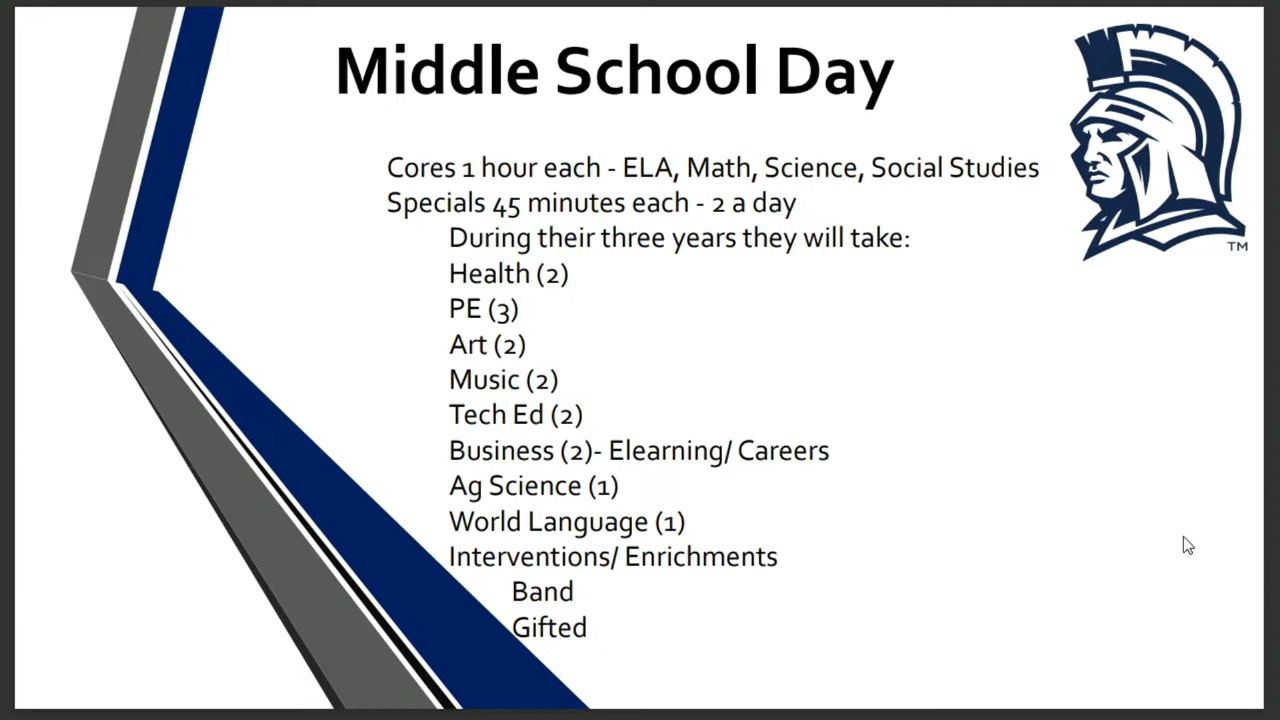 Middle School Day
Cores 1 hour each - ELA, Math, Science, Social Studies
Specials 45 minutes each - 2 a day
During their three years they will take:
Health (2)
PE (3)
Art (2)
Music (2)
Tech Ed (2)
Business (2)- Elearning/ Careers
Ag Science (1)
World Language (1)
Interventions/ Enrichments
Band
Gifted
TM